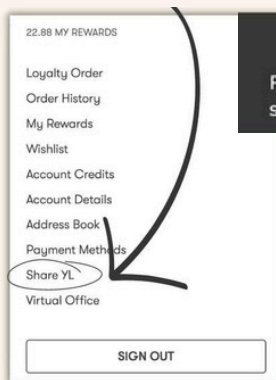 22.88 MY REWARDS
Loyalty Order
Order History
My Rewards
Wishlist
Account Credits
Account Details
Address Book
Payment Methods
Share YL
Virtual Office
SIGN OUT